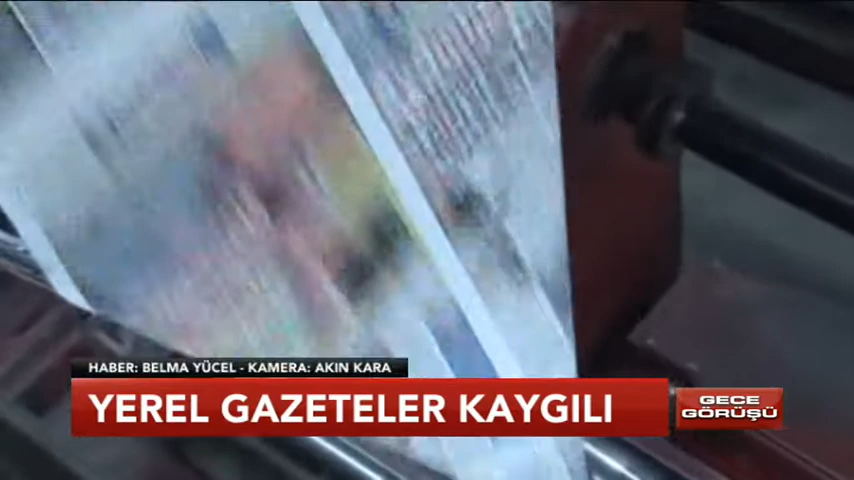 HABER: BELMA YÜCEL - KAMERA: AKIN KARA
YEREL GAZETELER KAYGILI
GECE
GÖRÜŞÜ